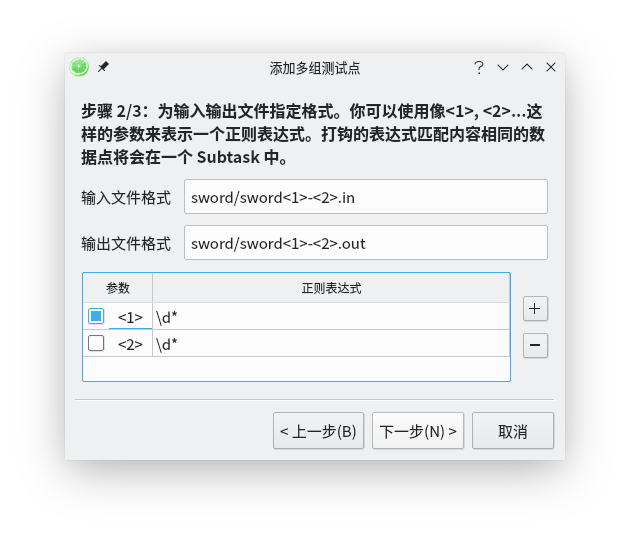 添加多组测试点
步骤 2/3：为输入输出文件指定格式。你可以使用像<1>, <2>...这
样的参数来表示一个正则表达式。打钩的表达式匹配内容相同的数
据点将会在一个 Subtask 中。
输入文件格式 sword/sword<1>-<2>.in
输出文件格式 sword/sword<1>-<2>.out
参数 正则表达式
<1> \d*
<2> \d*
< 上一步(B) 下一步(N) > 取消